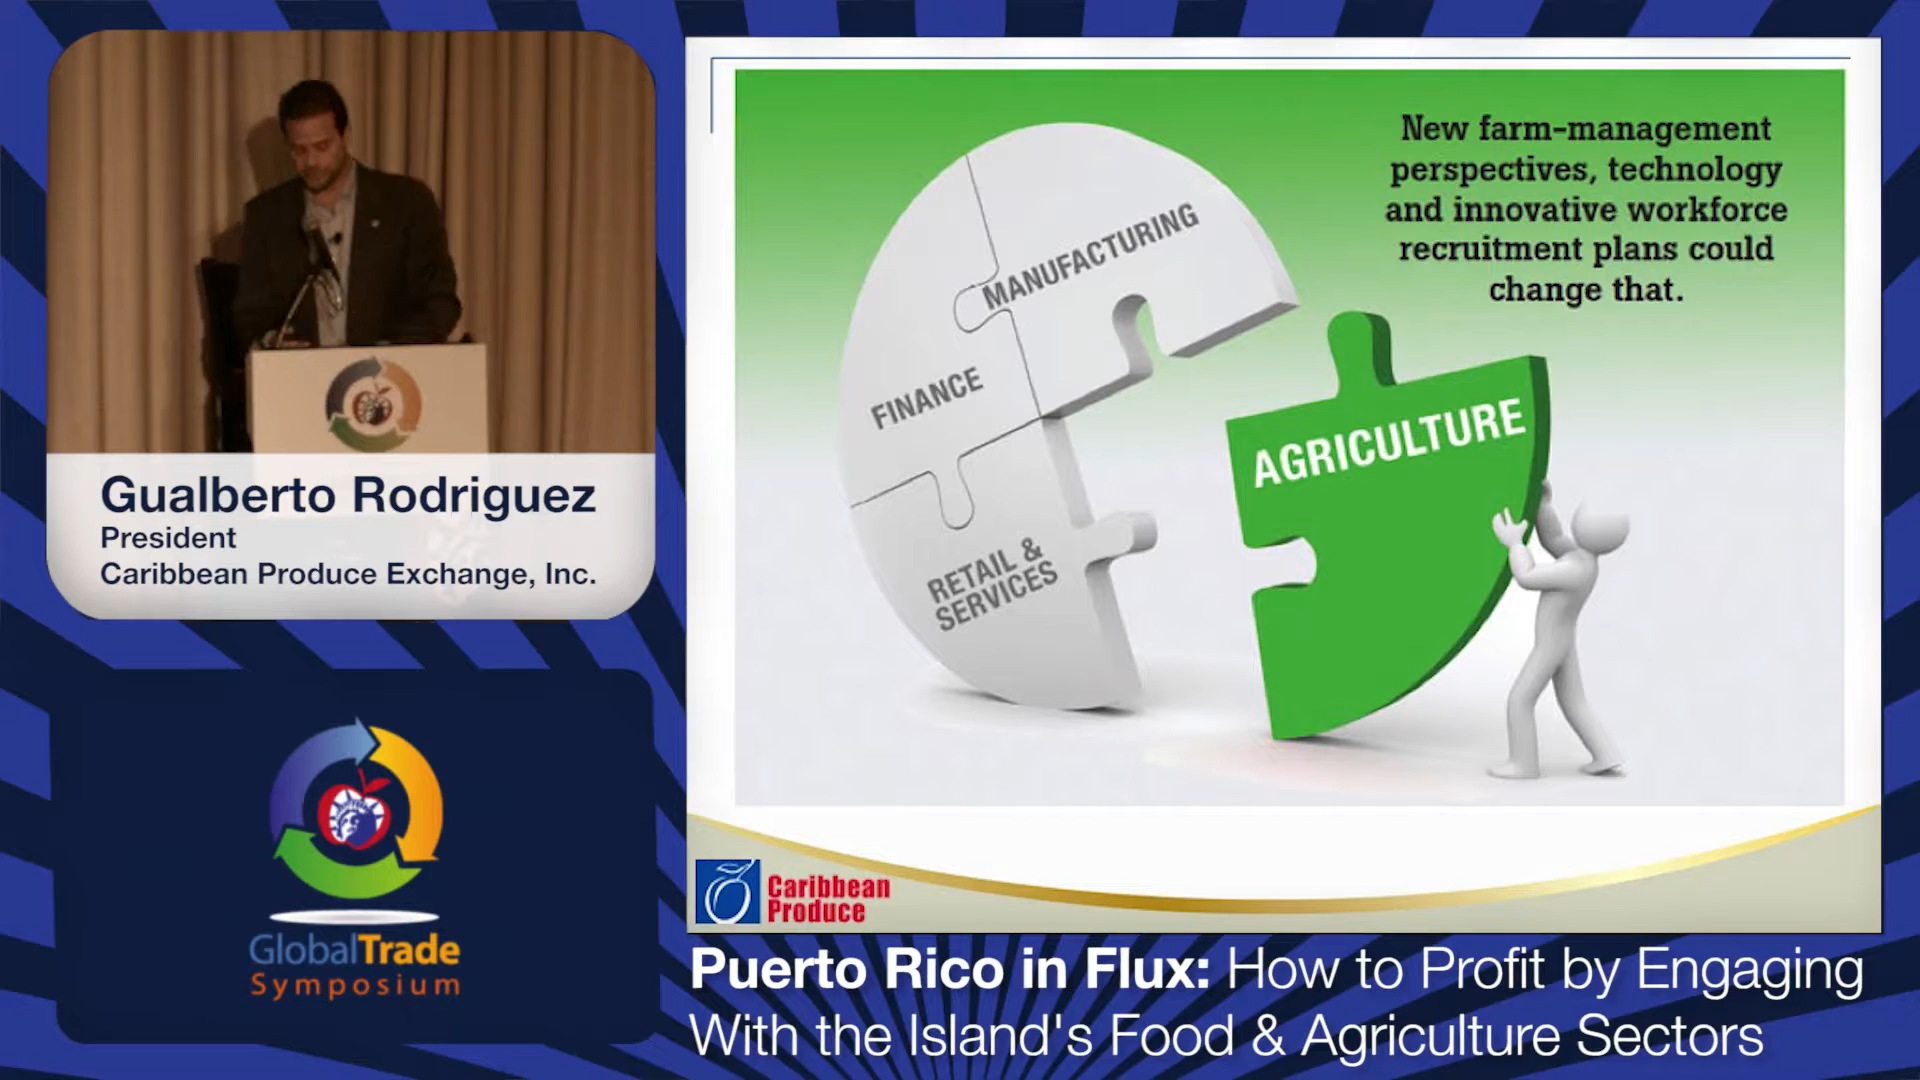 Gualberto Rodriguez
President
Caribbean Produce Exchange, Inc.
GlobalTrade
Symposium
New farm-management
perspectives, technology
and innovative workforce
recruitment plans could
change that.
MANUFACTURING
FINANCE
RETAIL &
SERVICES
AGRICULTURE
Caribbean
Produce
Puerto Rico in Flux: How to Profit by Engaging
With the Island's Food & Agriculture Sectors